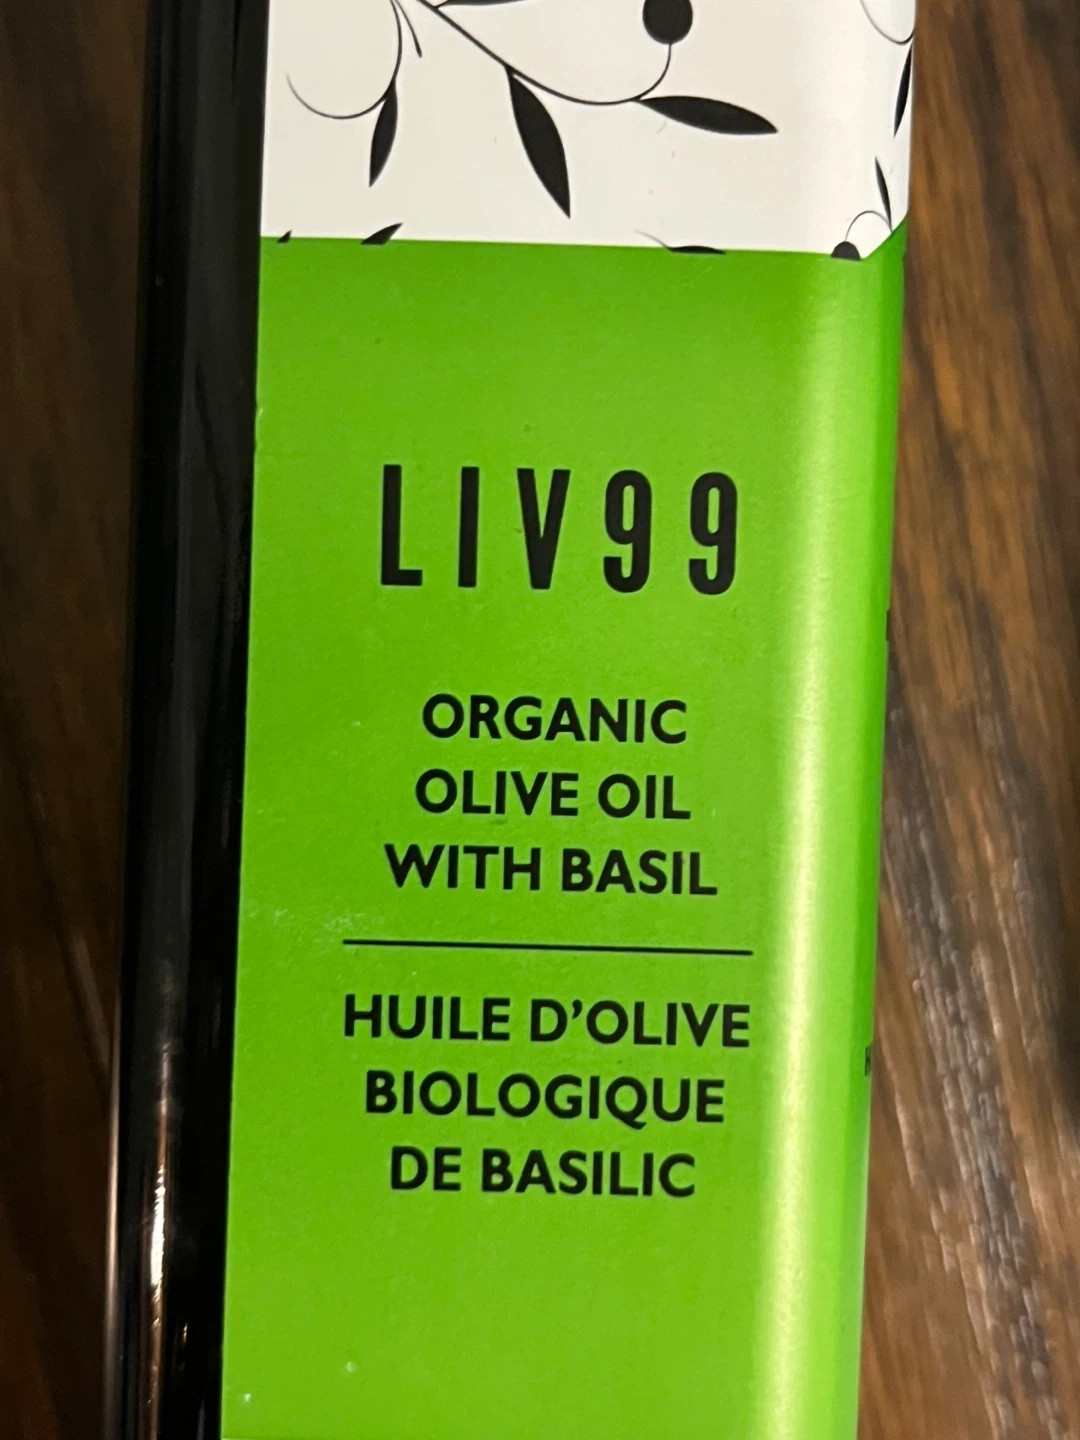 LIV99
ORGANIC
OLIVE OIL
WITH BASIL
HUILE D’OLIVE
BIOLOGIQUE
DE BASILIC